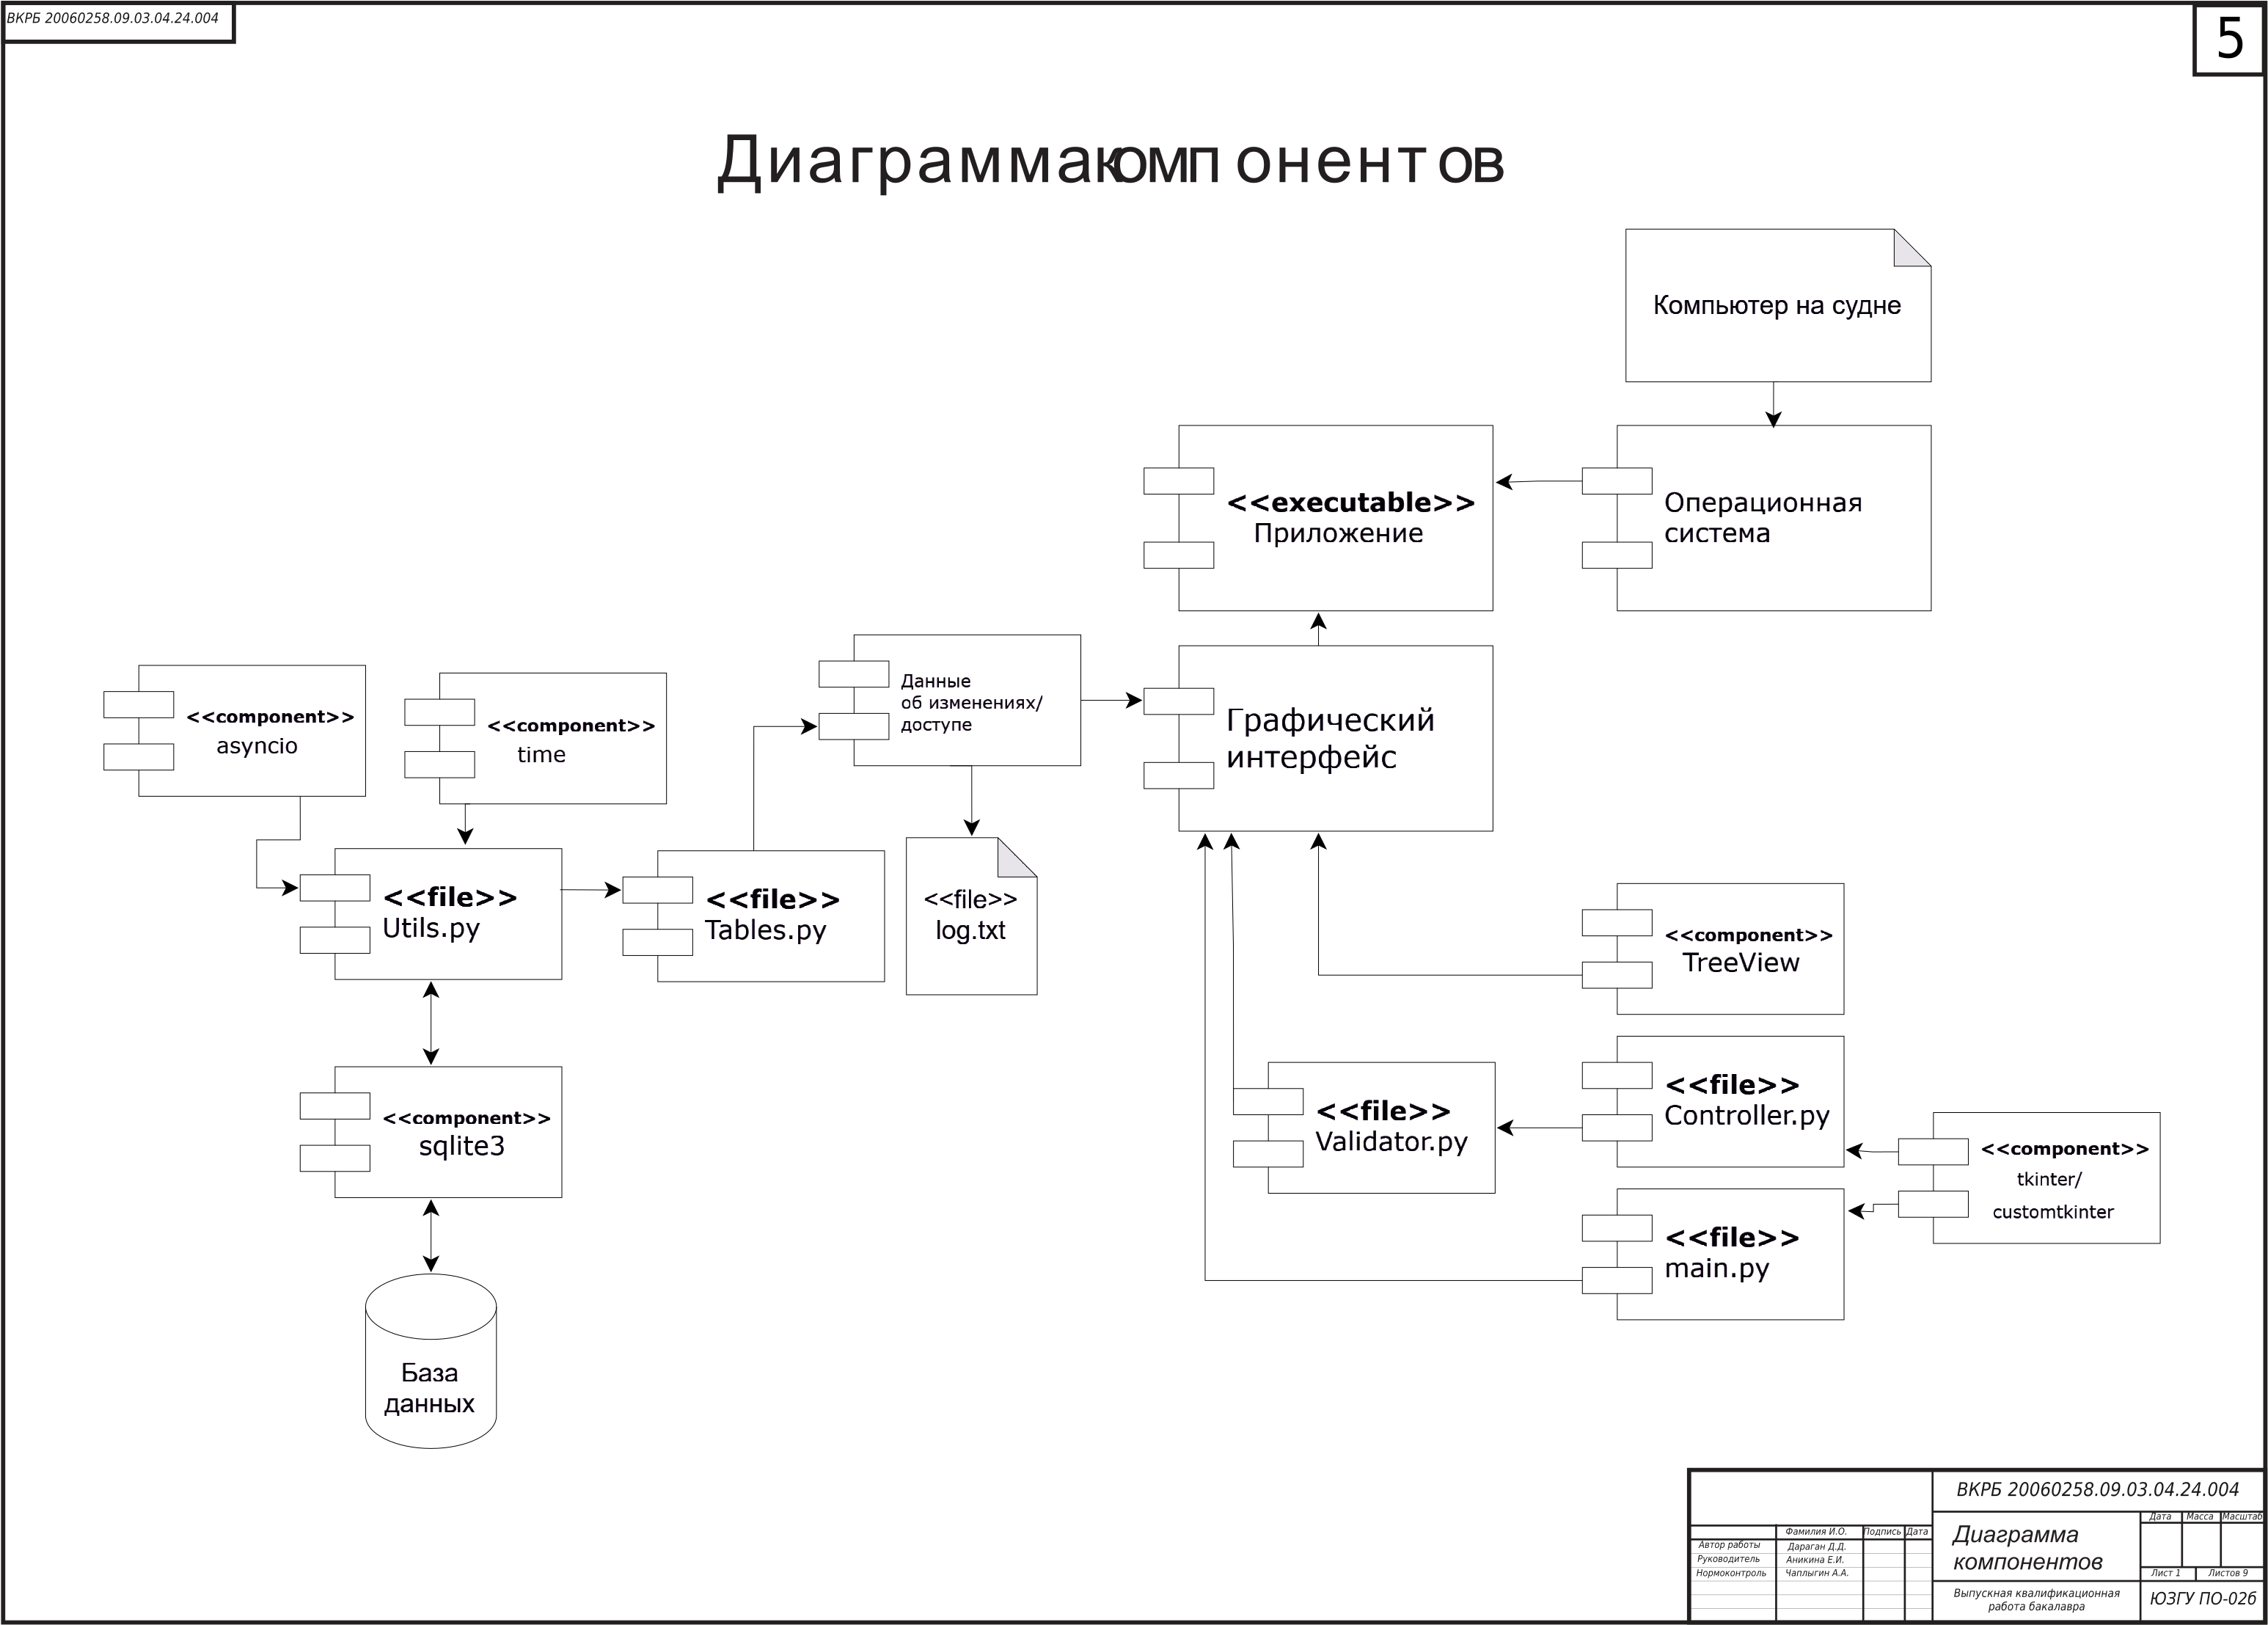 ВКРБ 20060258.09.03.04.24.004
5
Диаграмма компонентов
Компьютер на судне
<<executable>>
Приложение
Операционная
система
<<component>>
asyncio
<<component>>
time
Данные
об изменениях/
доступе
Графический
интерфейс
<<file>>
Utils.py
<<file>>
Tables.py
<<file>>
log.txt
<<component>>
TreeView
<<component>>
sqlite3
<<file>>
Validator.py
<<file>>
Controller.py
<<component>>
tkinter/
customtkinter
<<file>>
main.py
База
данных
ВКРБ 20060258.09.03.04.24.004
Фамилия И.О. Подпись Дата
Автор работы Дараган Д.Д.
Руководитель Аникина Е.И.
Нормоконтроль Чаплыгин А.А.
Диаграмма
компонентов
Дата Масса Масштаб
Лист 1 Листов 9
Выпускная квалификационная
работа бакалавра
ЮЗГУ ПО-02б